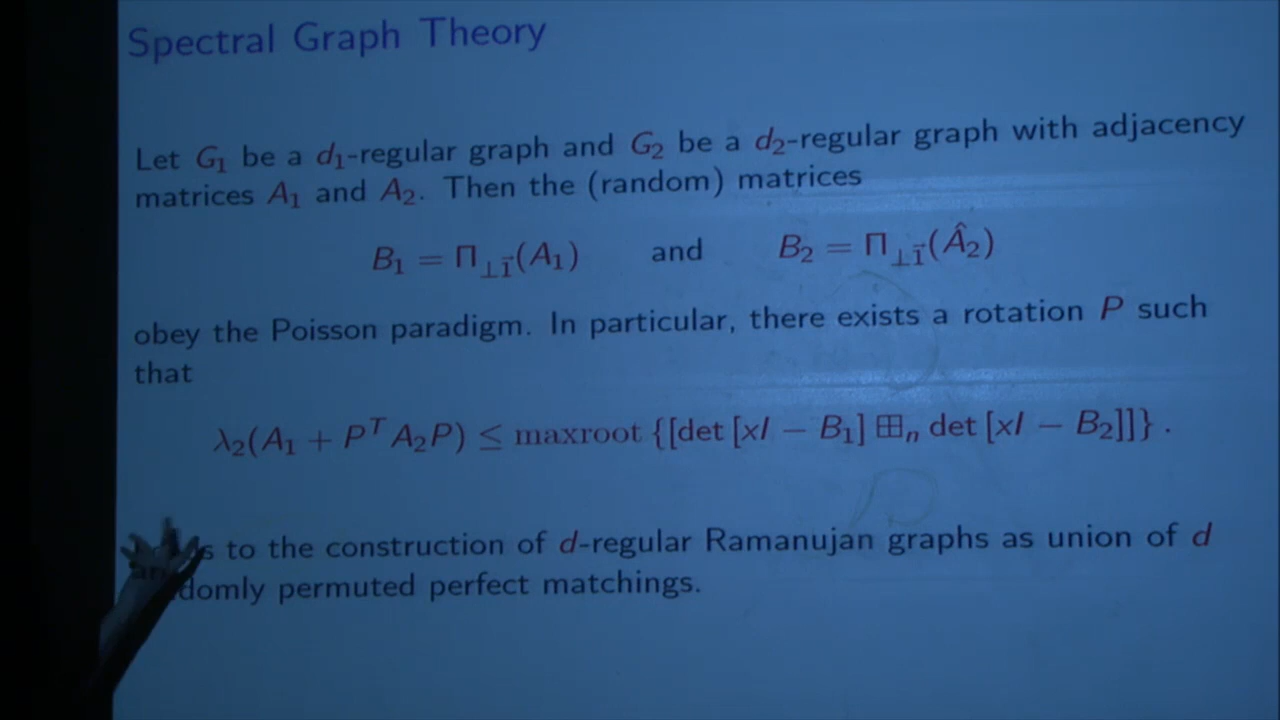 Spectral Graph Theory
Let G₁ be a d₁-regular graph and G₂ be a d₂-regular graph with adjacency
matrices A₁ and A₂. Then the (random) matrices
B₁ = Π⊥1⃗(A₁) and B₂ = Π⊥1⃗(Â₂)
obey the Poisson paradigm. In particular, there exists a rotation P such
that
λ₂(A₁ + PᵀA₂P) ≤ maxroot {[det [xI − B₁] ⊞ₙ det [xI − B₂]]} .
to the construction of d-regular Ramanujan graphs as union of d
permuted perfect matchings.